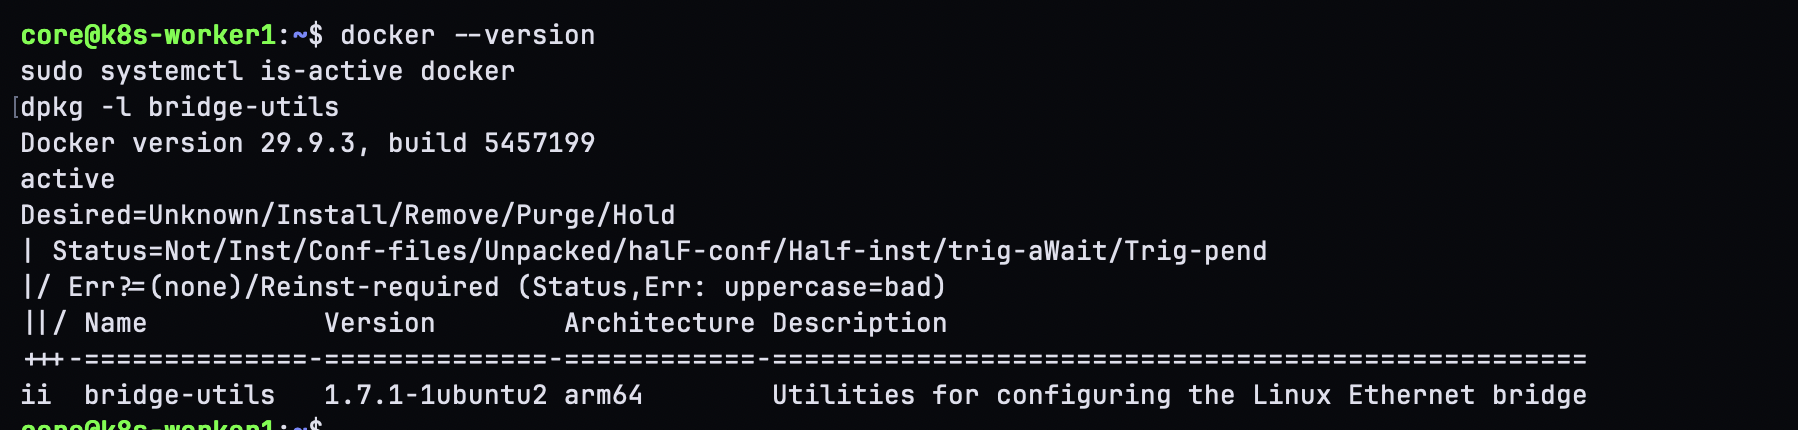 core@k8s-worker1:~$ docker --version
sudo systemctl is-active docker
[dpkg -l bridge-utils
Docker version 29.9.3, build 5457199
active
Desired=Unknown/Install/Remove/Purge/Hold
| Status=Not/Inst/Conf-files/Unpacked/halF-conf/Half-inst/trig-aWait/Trig-pend
|/ Err?=(none)/Reinst-required (Status,Err: uppercase=bad)
||/ Name           Version        Architecture Description
+++-==============-==============-============-===================================================
ii  bridge-utils   1.7.1-1ubuntu2 arm64        Utilities for configuring the Linux Ethernet bridge
core@k8s-worker1:~$